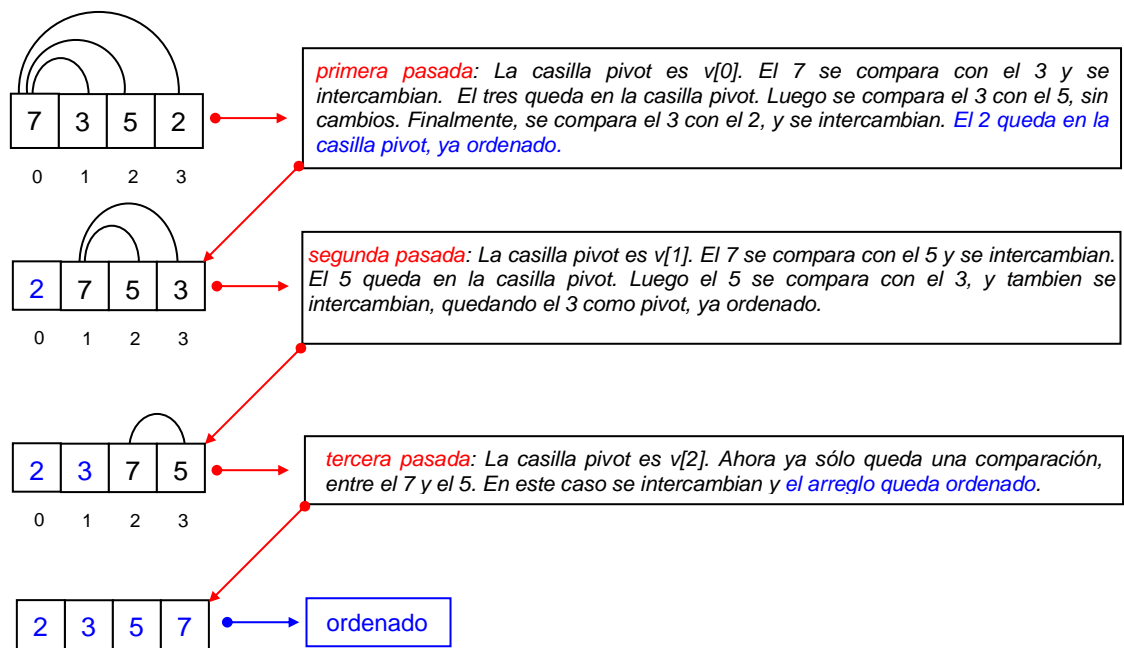 primera pasada: La casilla pivot es v[0]. El 7 se compara con el 3 y se
intercambian. El tres queda en la casilla pivot. Luego se compara el 3 con el 5, sin
cambios. Finalmente, se compara el 3 con el 2, y se intercambian. El 2 queda en la
casilla pivot, ya ordenado.
7 3 5 2
0 1 2 3
segunda pasada: La casilla pivot es v[1]. El 7 se compara con el 5 y se intercambian.
El 5 queda en la casilla pivot. Luego el 5 se compara con el 3, y tambien se
intercambian, quedando el 3 como pivot, ya ordenado.
2 7 5 3
0 1 2 3
tercera pasada: La casilla pivot es v[2]. Ahora ya sólo queda una comparación,
entre el 7 y el 5. En este caso se intercambian y el arreglo queda ordenado.
2 3 7 5
0 1 2 3
2 3 5 7
ordenado